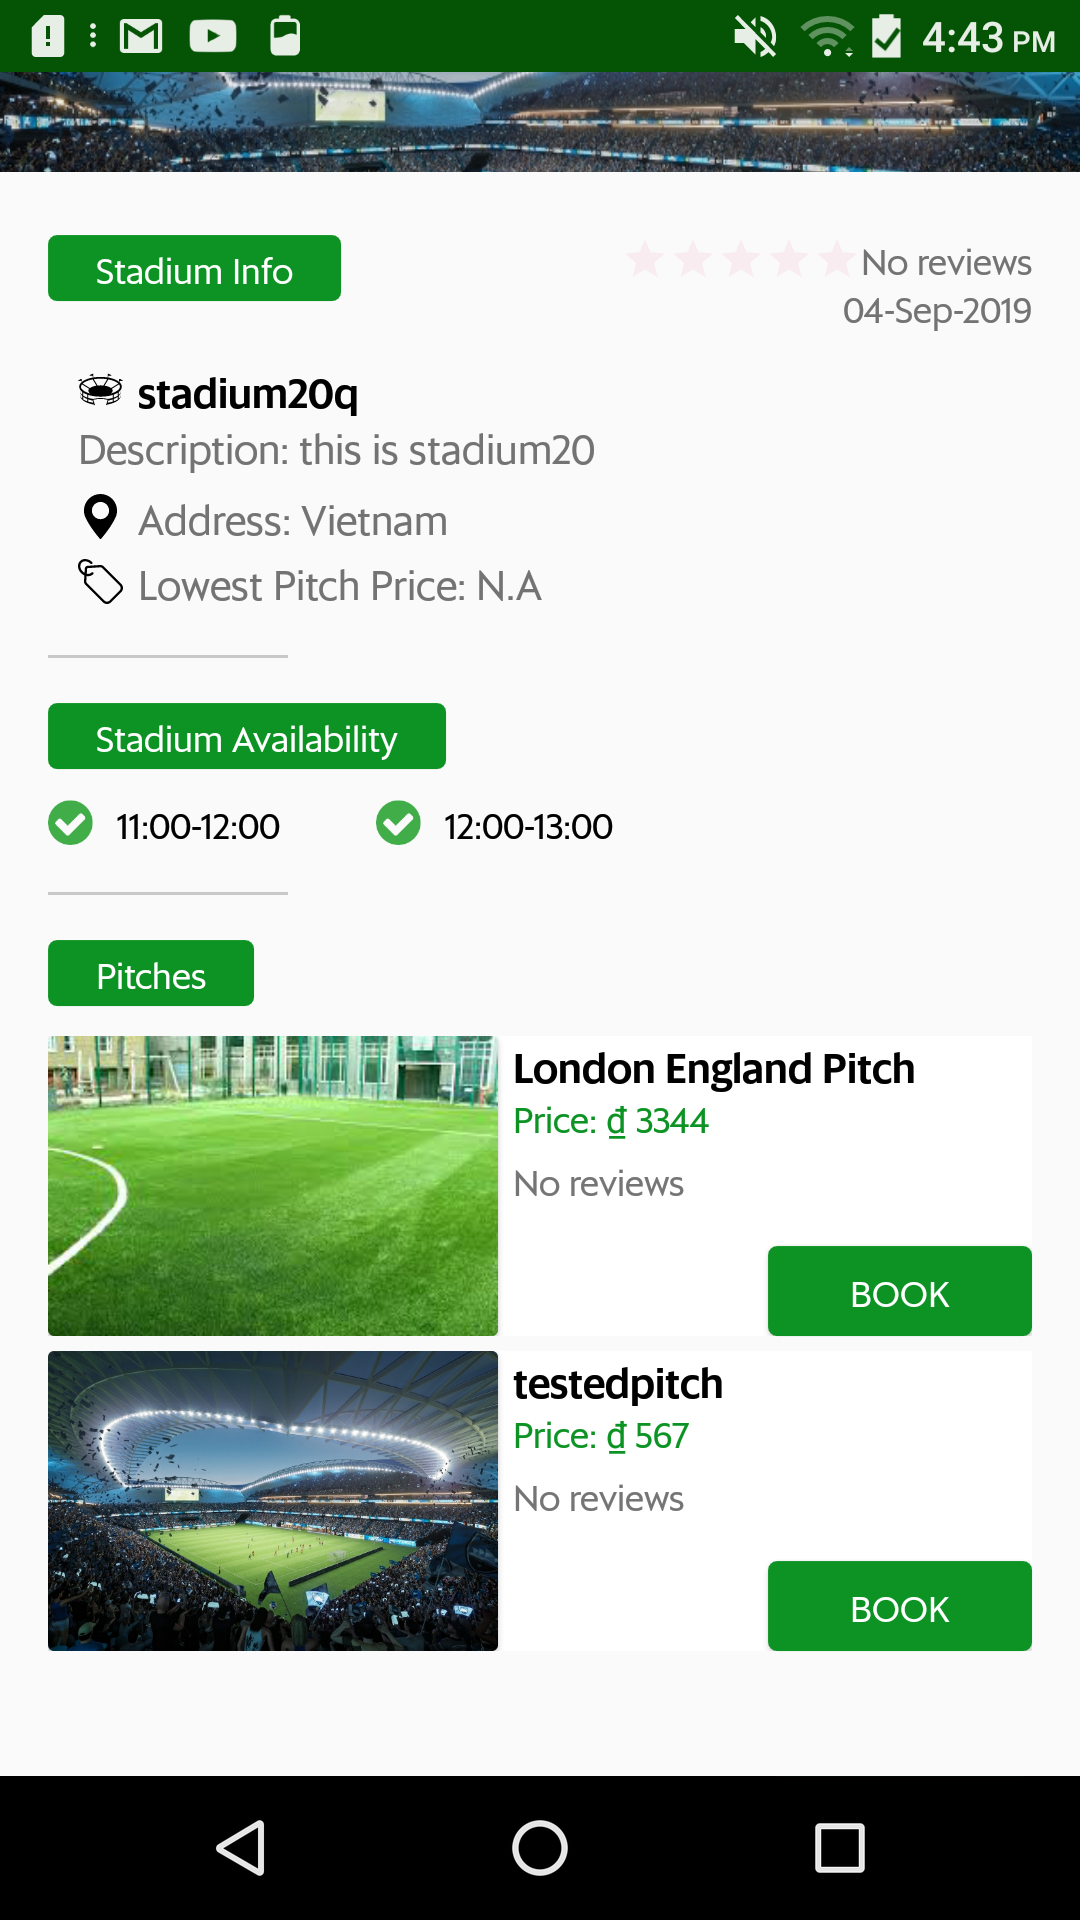 4:43 PM
Stadium Info
No reviews
04-Sep-2019
stadium20q
Description: this is stadium20
Address: Vietnam
Lowest Pitch Price: N.A
Stadium Availability
11:00-12:00 12:00-13:00
Pitches
London England Pitch
Price: ₫ 3344
No reviews
BOOK
testedpitch
Price: ₫ 567
No reviews
BOOK